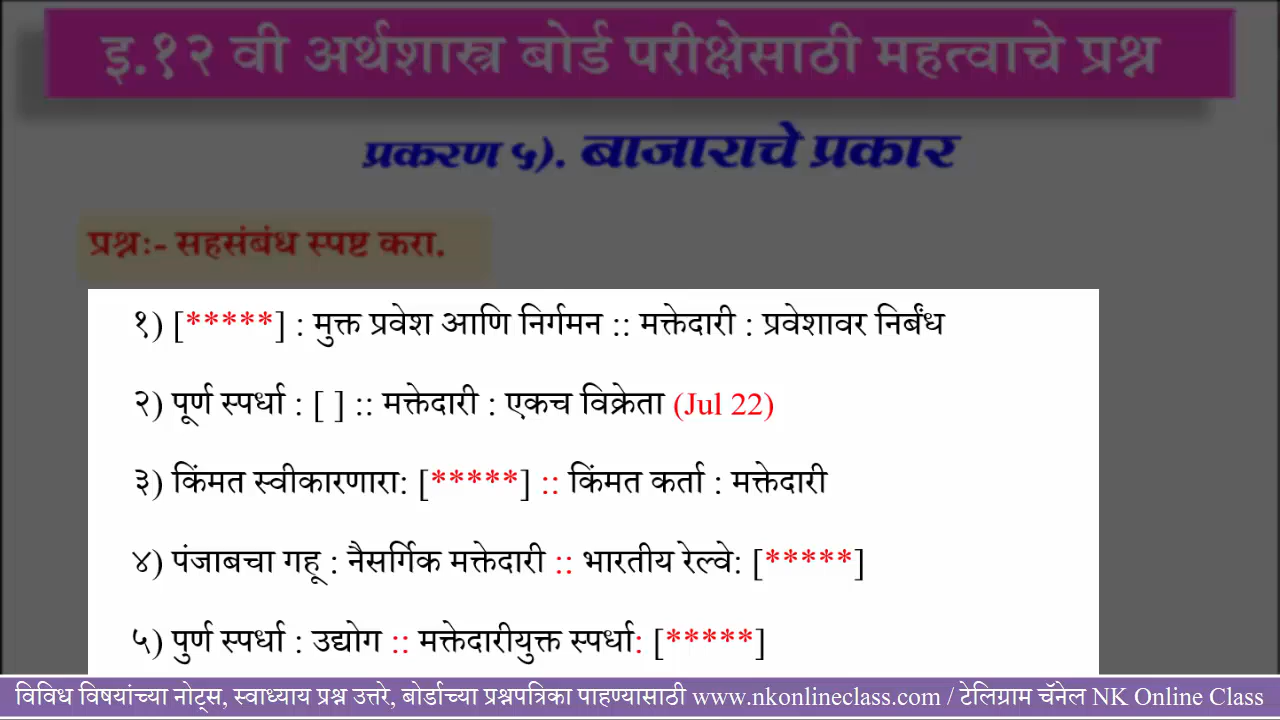 इ.१२ वी अर्थशास्त्र बोर्ड परीक्षेसाठी महत्वाचे प्रश्न
प्रकरण ५). बाजाराचे प्रकार
प्रश्नः- सहसंबंध स्पष्ट करा.
१) [*****] : मुक्त प्रवेश आणि निर्गमन :: मक्तेदारी : प्रवेशावर निर्बंध
२) पूर्ण स्पर्धा : [ ] :: मक्तेदारी : एकच विक्रेता (Jul 22)
३) किंमत स्वीकारणारा: [*****] :: किंमत कर्ता : मक्तेदारी
४) पंजाबचा गहू : नैसर्गिक मक्तेदारी :: भारतीय रेल्वे: [*****]
५) पुर्ण स्पर्धा : उद्योग :: मक्तेदारीयुक्त स्पर्धा: [*****]
विविध विषयांच्या नोट्स, स्वाध्याय प्रश्न उत्तरे, बोर्डाच्या प्रश्नपत्रिका पाहण्यासाठी www.nkonlineclass.com / टेलिग्राम चॅनेल NK Online Class